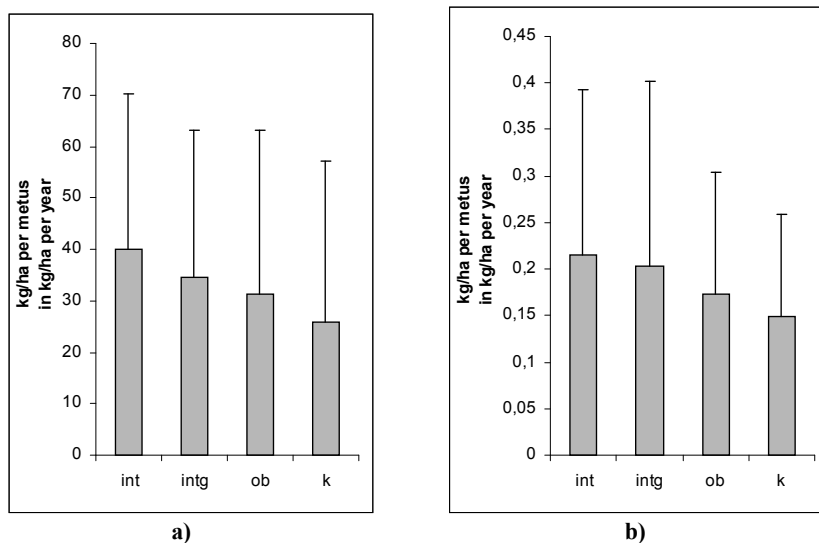 80
70
60
50
40
30
20
10
0
kg/ha per metus
in kg/ha per year
int intg ob k
a)
0,45
0,4
0,35
0,3
0,25
0,2
0,15
0,1
0,05
0
kg/ha per metus
in kg/ha per year
int intg ob k
b)